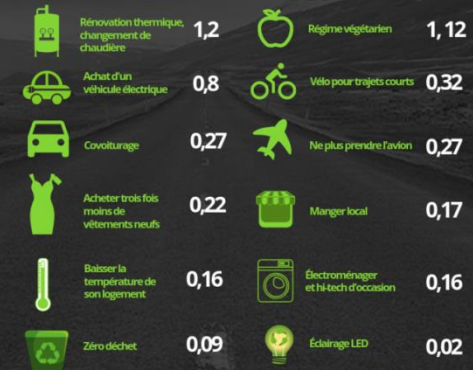 Rénovation thermique,
changement de
chaudière
1,2
Régime végétarien
1, 12
Achat d'un
véhicule électrique
0,8
Vélo pour trajets courts
0,32
Covoiturage
0,27
Ne plus prendre l'avion
0,27
Acheter trois fois
moins de
vêtements neufs
0,22
Manger local
0,17
Baisser la
température de
son logement
0,16
Électroménager
et hi-tech d'occasion
0,16
Zéro déchet
0,09
Éclairage LED
0,02